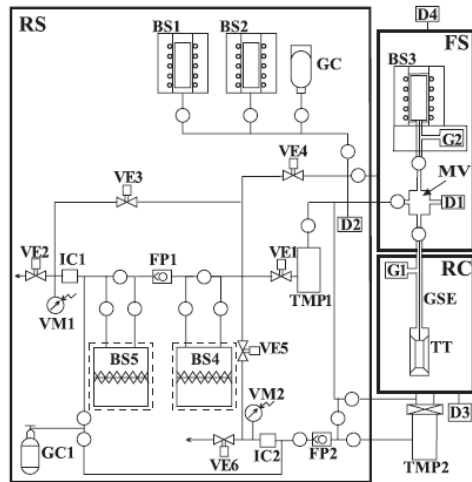 RS
BS1
BS2
GC
D4
FS
BS3
G2
MV
VE4
VE3
D1
D2
VE2
IC1
FP1
VE1
RC
G1
GSE
VM1
TMP1
TT
BS5
BS4
VE5
VM2
D3
GC1
VE6
IC2
FP2
TMP2